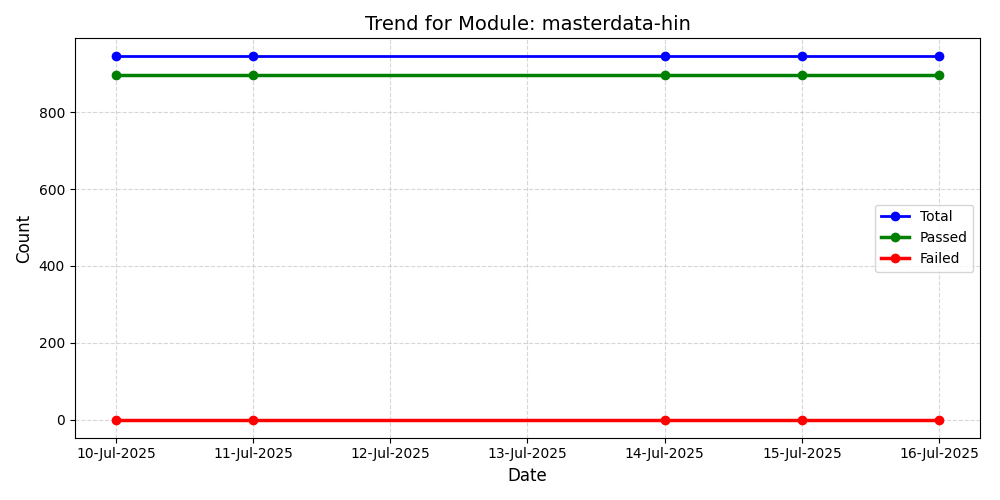 Trend for Module: masterdata-hin
Count
800
600
400
200
0
Total
Passed
Failed
10-Jul-2025
11-Jul-2025
12-Jul-2025
13-Jul-2025
14-Jul-2025
15-Jul-2025
16-Jul-2025
Date